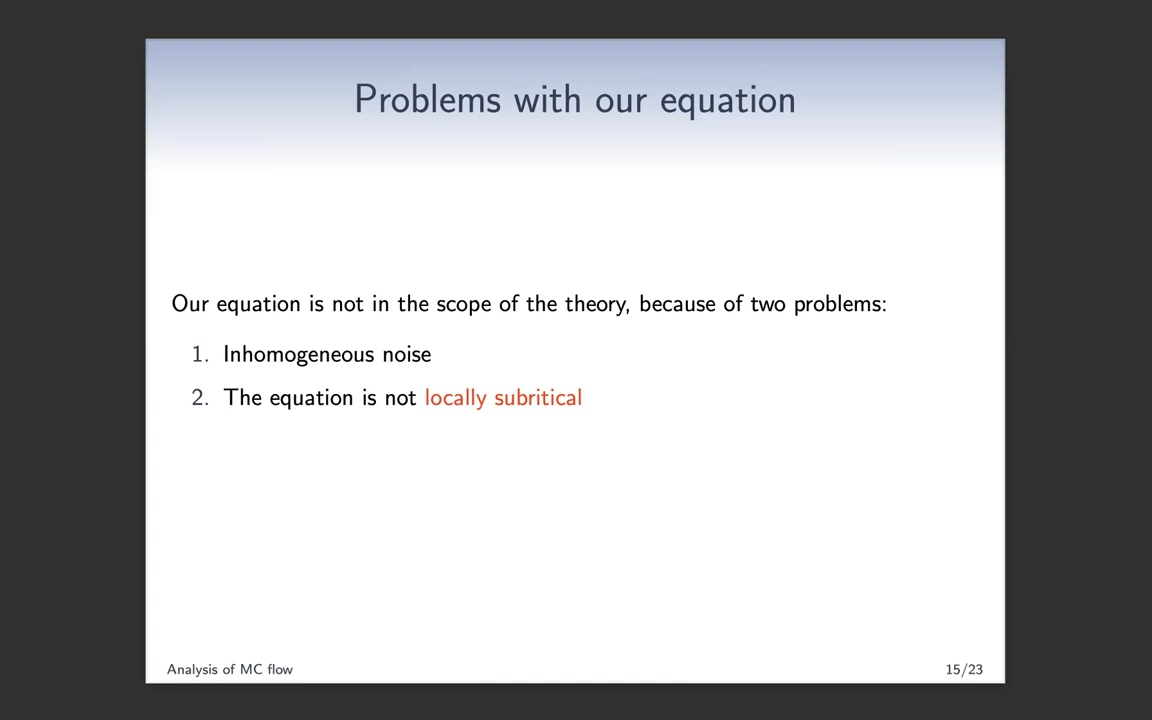 Problems with our equation
Our equation is not in the scope of the theory, because of two problems:
1. Inhomogeneous noise
2. The equation is not locally subritical
Analysis of MC flow
15/23